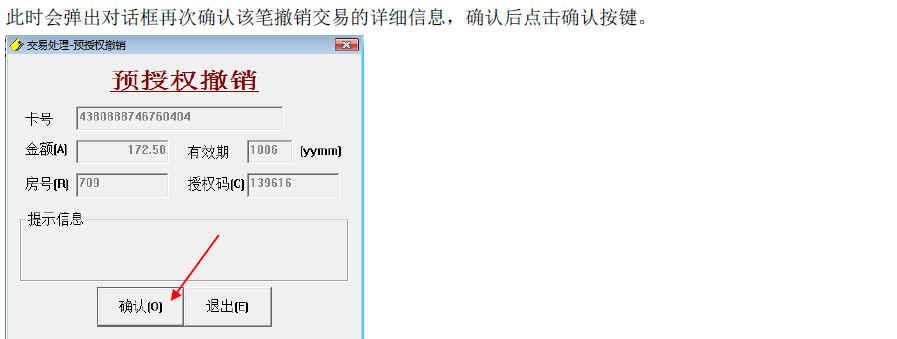 此时会弹出对话框再次确认该笔撤销交易的详细信息，确认后点击确认按键。
交易处理-预授权撤销
预授权撤销
卡号 4380888746760404
金额(A) 172.50 有效期 1006 (yymm)
房号(R) 709 授权码(C) 139616
提示信息
确认(O) 退出(E)